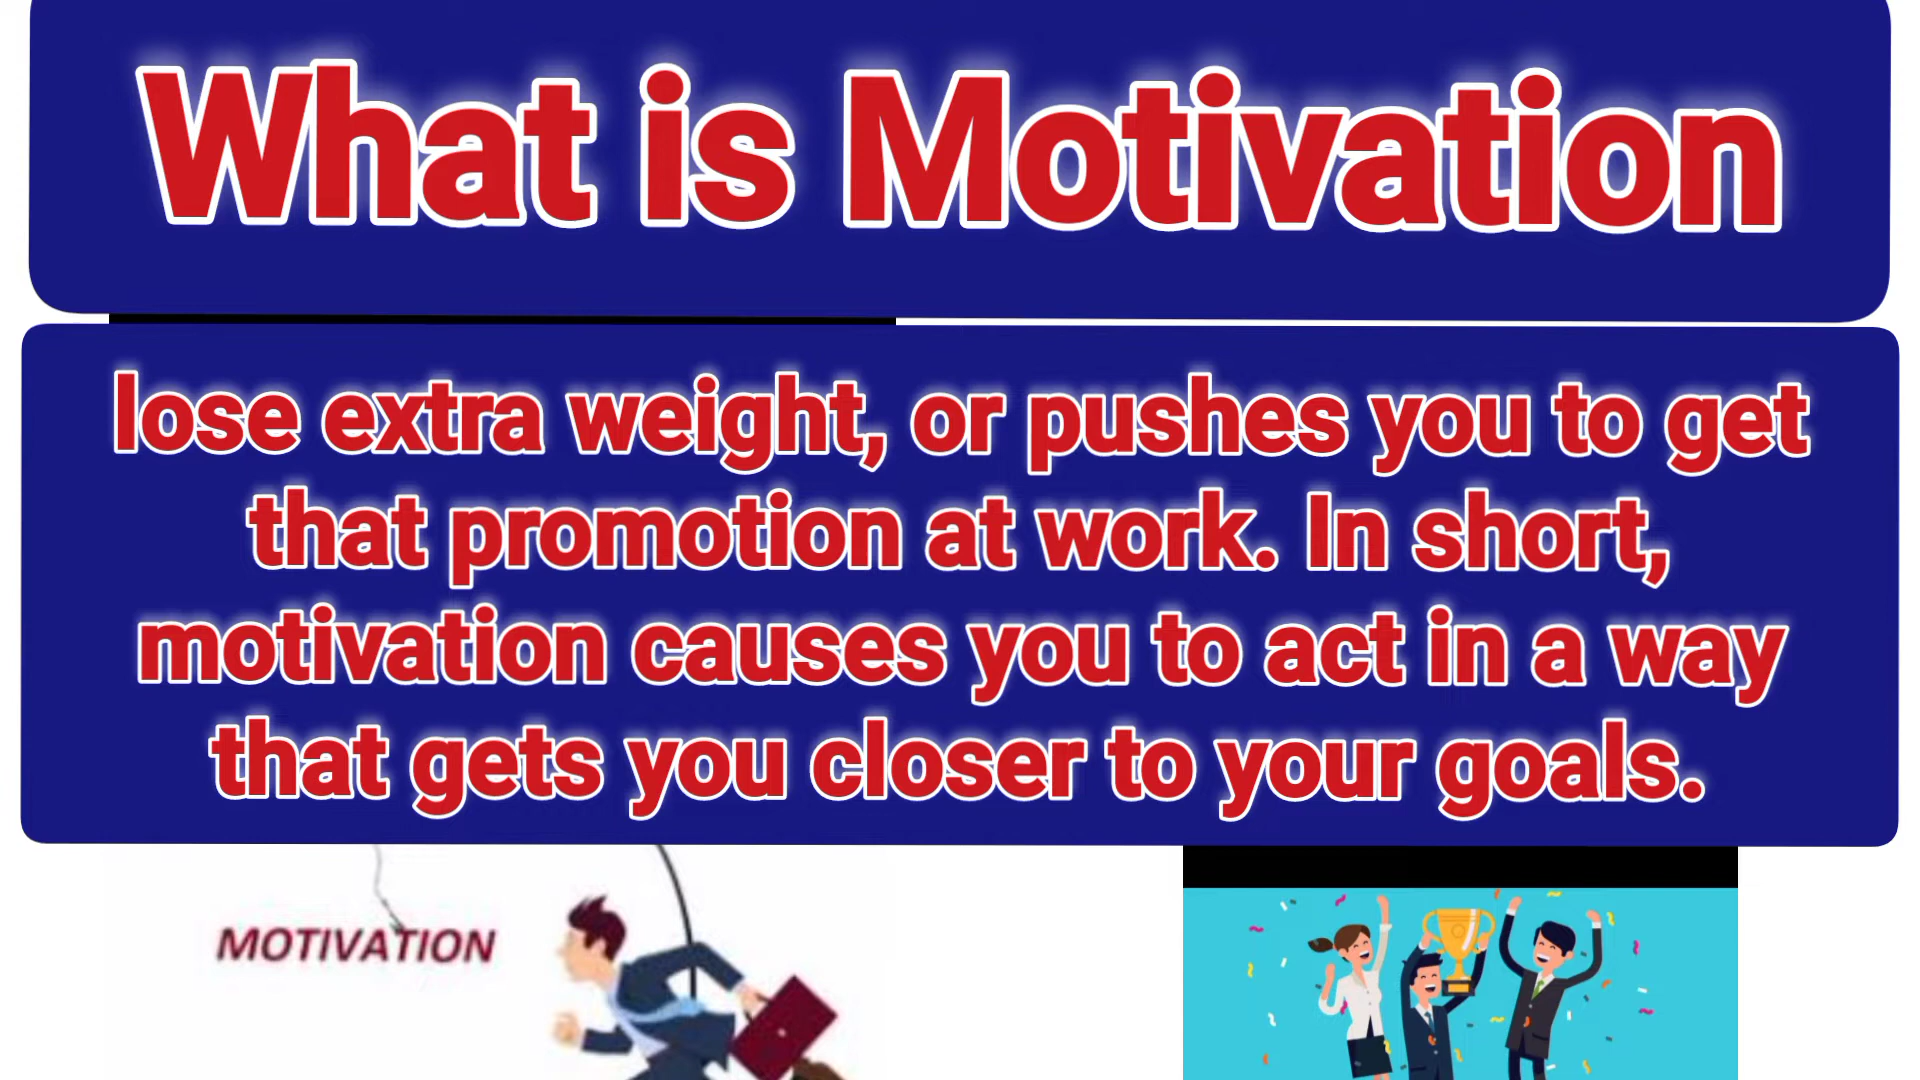 What is Motivation
lose extra weight, or pushes you to get
that promotion at work. In short,
motivation causes you to act in a way
that gets you closer to your goals.
MOTIVATION